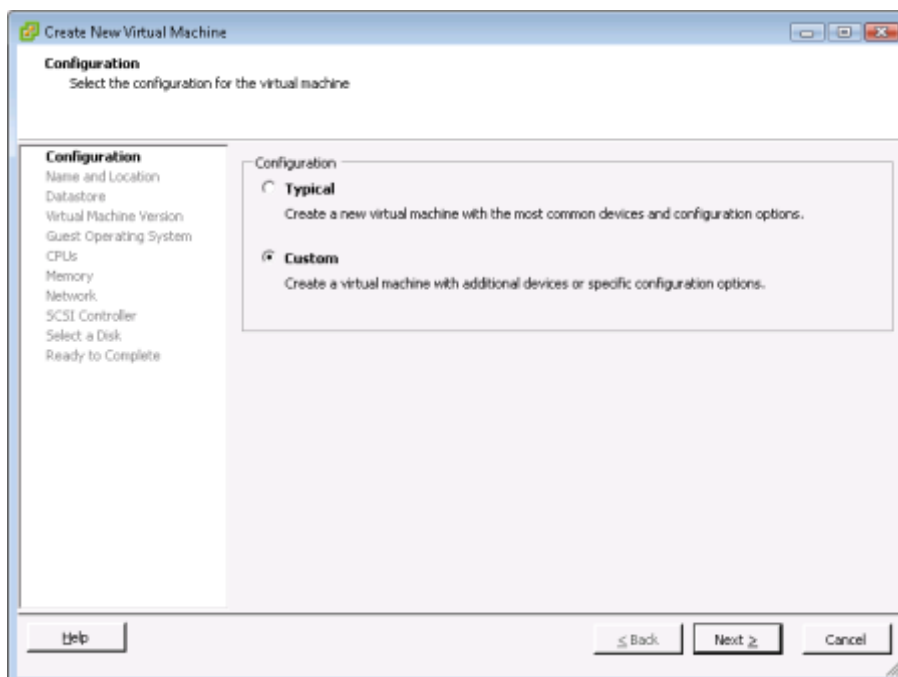 Create New Virtual Machine
Configuration
Select the configuration for the virtual machine
Configuration
Name and Location
Datastore
Virtual Machine Version
Guest Operating System
CPUs
Memory
Network
SCSI Controller
Select a Disk
Ready to Complete
Configuration
Typical
Create a new virtual machine with the most common devices and configuration options.
Custom
Create a virtual machine with additional devices or specific configuration options.
Help
< Back
Next >
Cancel